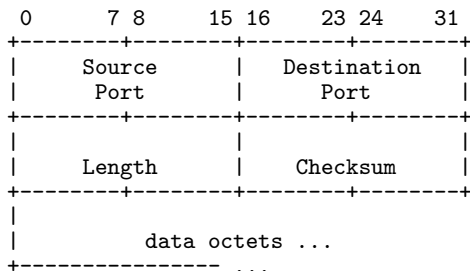 0 7 8 15 16 23 24 31
+--------+--------+--------+--------+
| Source | Destination |
| Port | Port |
+--------+--------+--------+--------+
| | |
| Length | Checksum |
+--------+--------+--------+--------+
|
| data octets ...
+---------------- ...